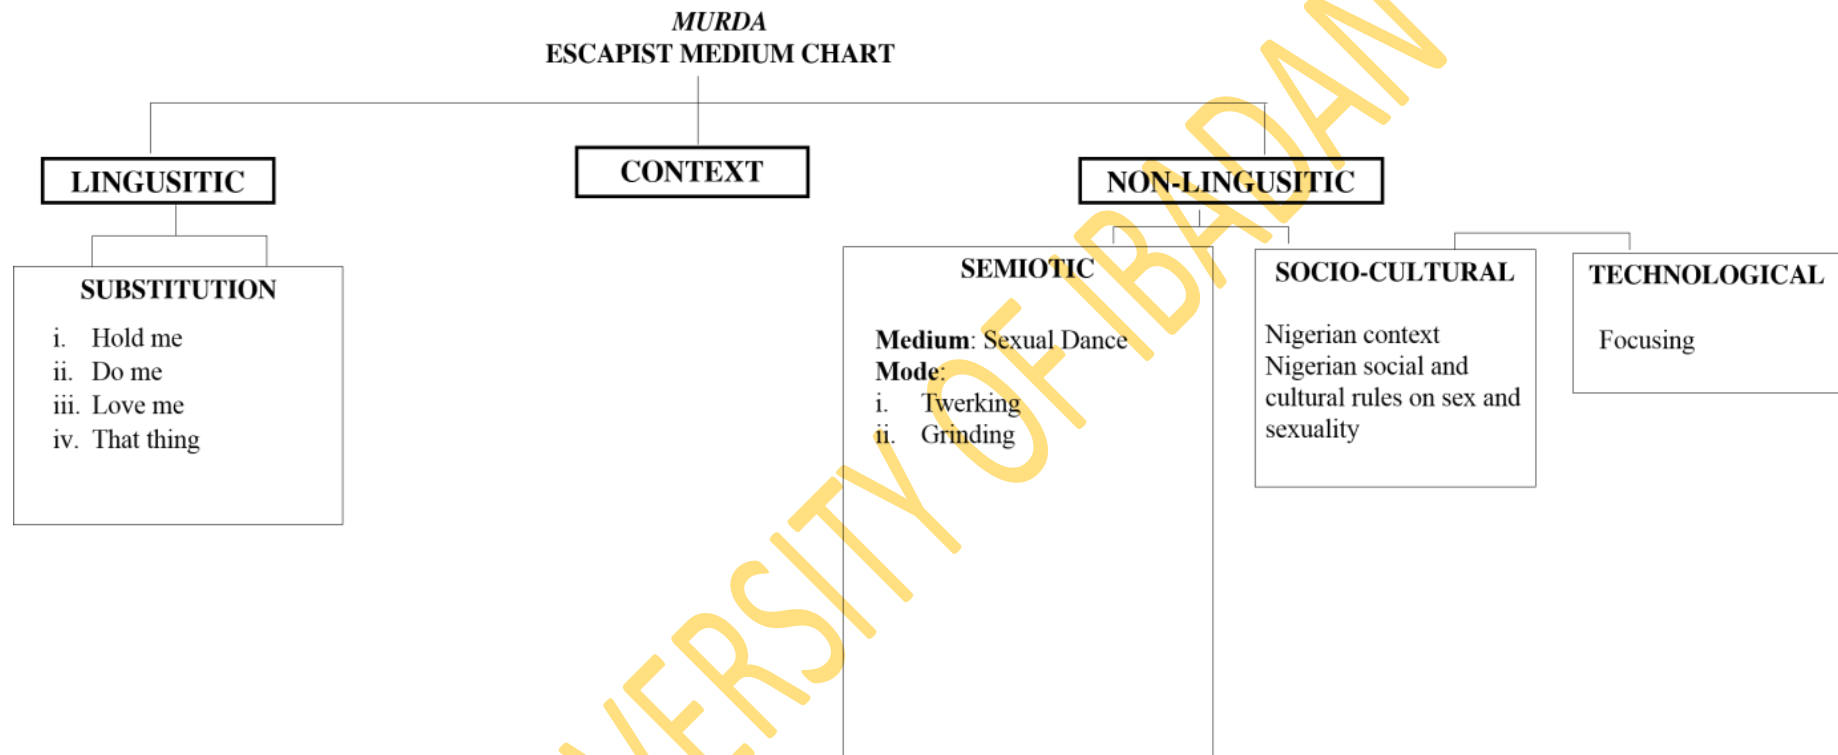 MURDA
ESCAPIST MEDIUM CHART
LINGUSITIC
CONTEXT
NON-LINGUSITIC
SUBSTITUTION
i. Hold me
ii. Do me
iii. Love me
iv. That thing
SEMIOTIC
Medium: Sexual Dance
Mode:
i. Twerking
ii. Grinding
SOCIO-CULTURAL
Nigerian context
Nigerian social and
cultural rules on sex and
sexuality
TECHNOLOGICAL
Focusing
VERSITY OF IBADAN